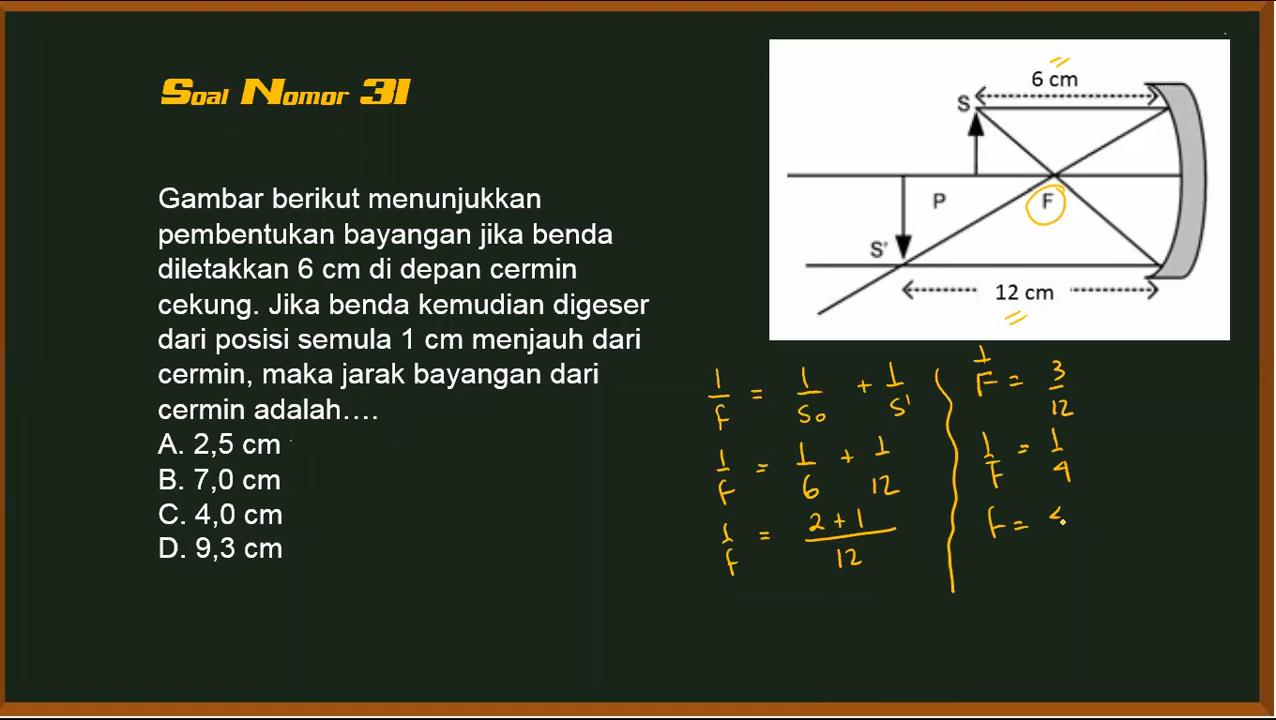 Soal Nomor 31
Gambar berikut menunjukkan
pembentukan bayangan jika benda
diletakkan 6 cm di depan cermin
cekung. Jika benda kemudian digeser
dari posisi semula 1 cm menjauh dari
cermin, maka jarak bayangan dari
cermin adalah....
A. 2,5 cm
B. 7,0 cm
C. 4,0 cm
D. 9,3 cm
6 cm
S
P
F
S'
12 cm
1/f = 1/So + 1/S'
1/f = 1/6 + 1/12
1/f = 2+1/12
1/F = 3/12
1/F = 1/4
F =